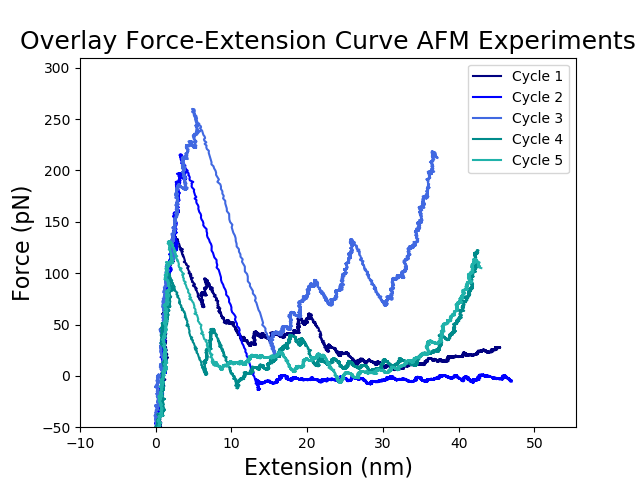 Overlay Force-Extension Curve AFM Experiments
Force (pN)
300
250
200
150
100
50
0
−50
−10
0
10
20
30
40
50
Extension (nm)
Cycle 1
Cycle 2
Cycle 3
Cycle 4
Cycle 5